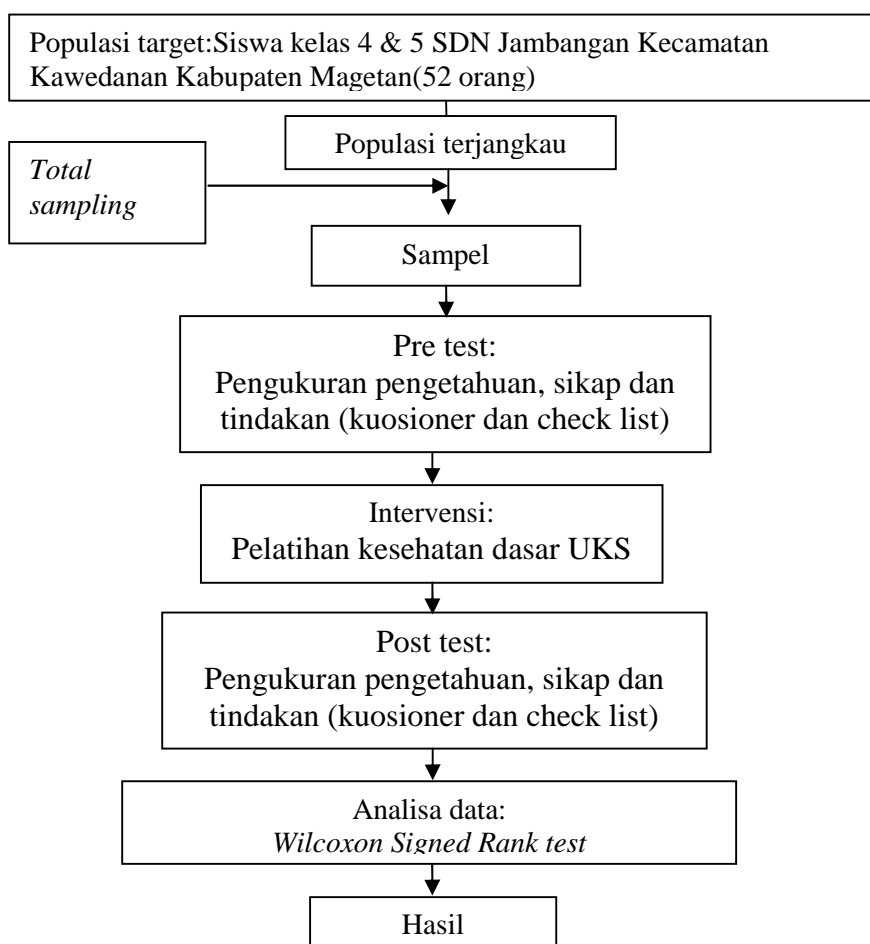 Populasi target:Siswa kelas 4 & 5 SDN Jambangan Kecamatan
Kawedanan Kabupaten Magetan(52 orang)
Populasi terjangkau
Total
sampling
Sampel
Pre test:
Pengukuran pengetahuan, sikap dan
tindakan (kuosioner dan check list)
Intervensi:
Pelatihan kesehatan dasar UKS
Post test:
Pengukuran pengetahuan, sikap dan
tindakan (kuosioner dan check list)
Analisa data:
Wilcoxon Signed Rank test
Hasil